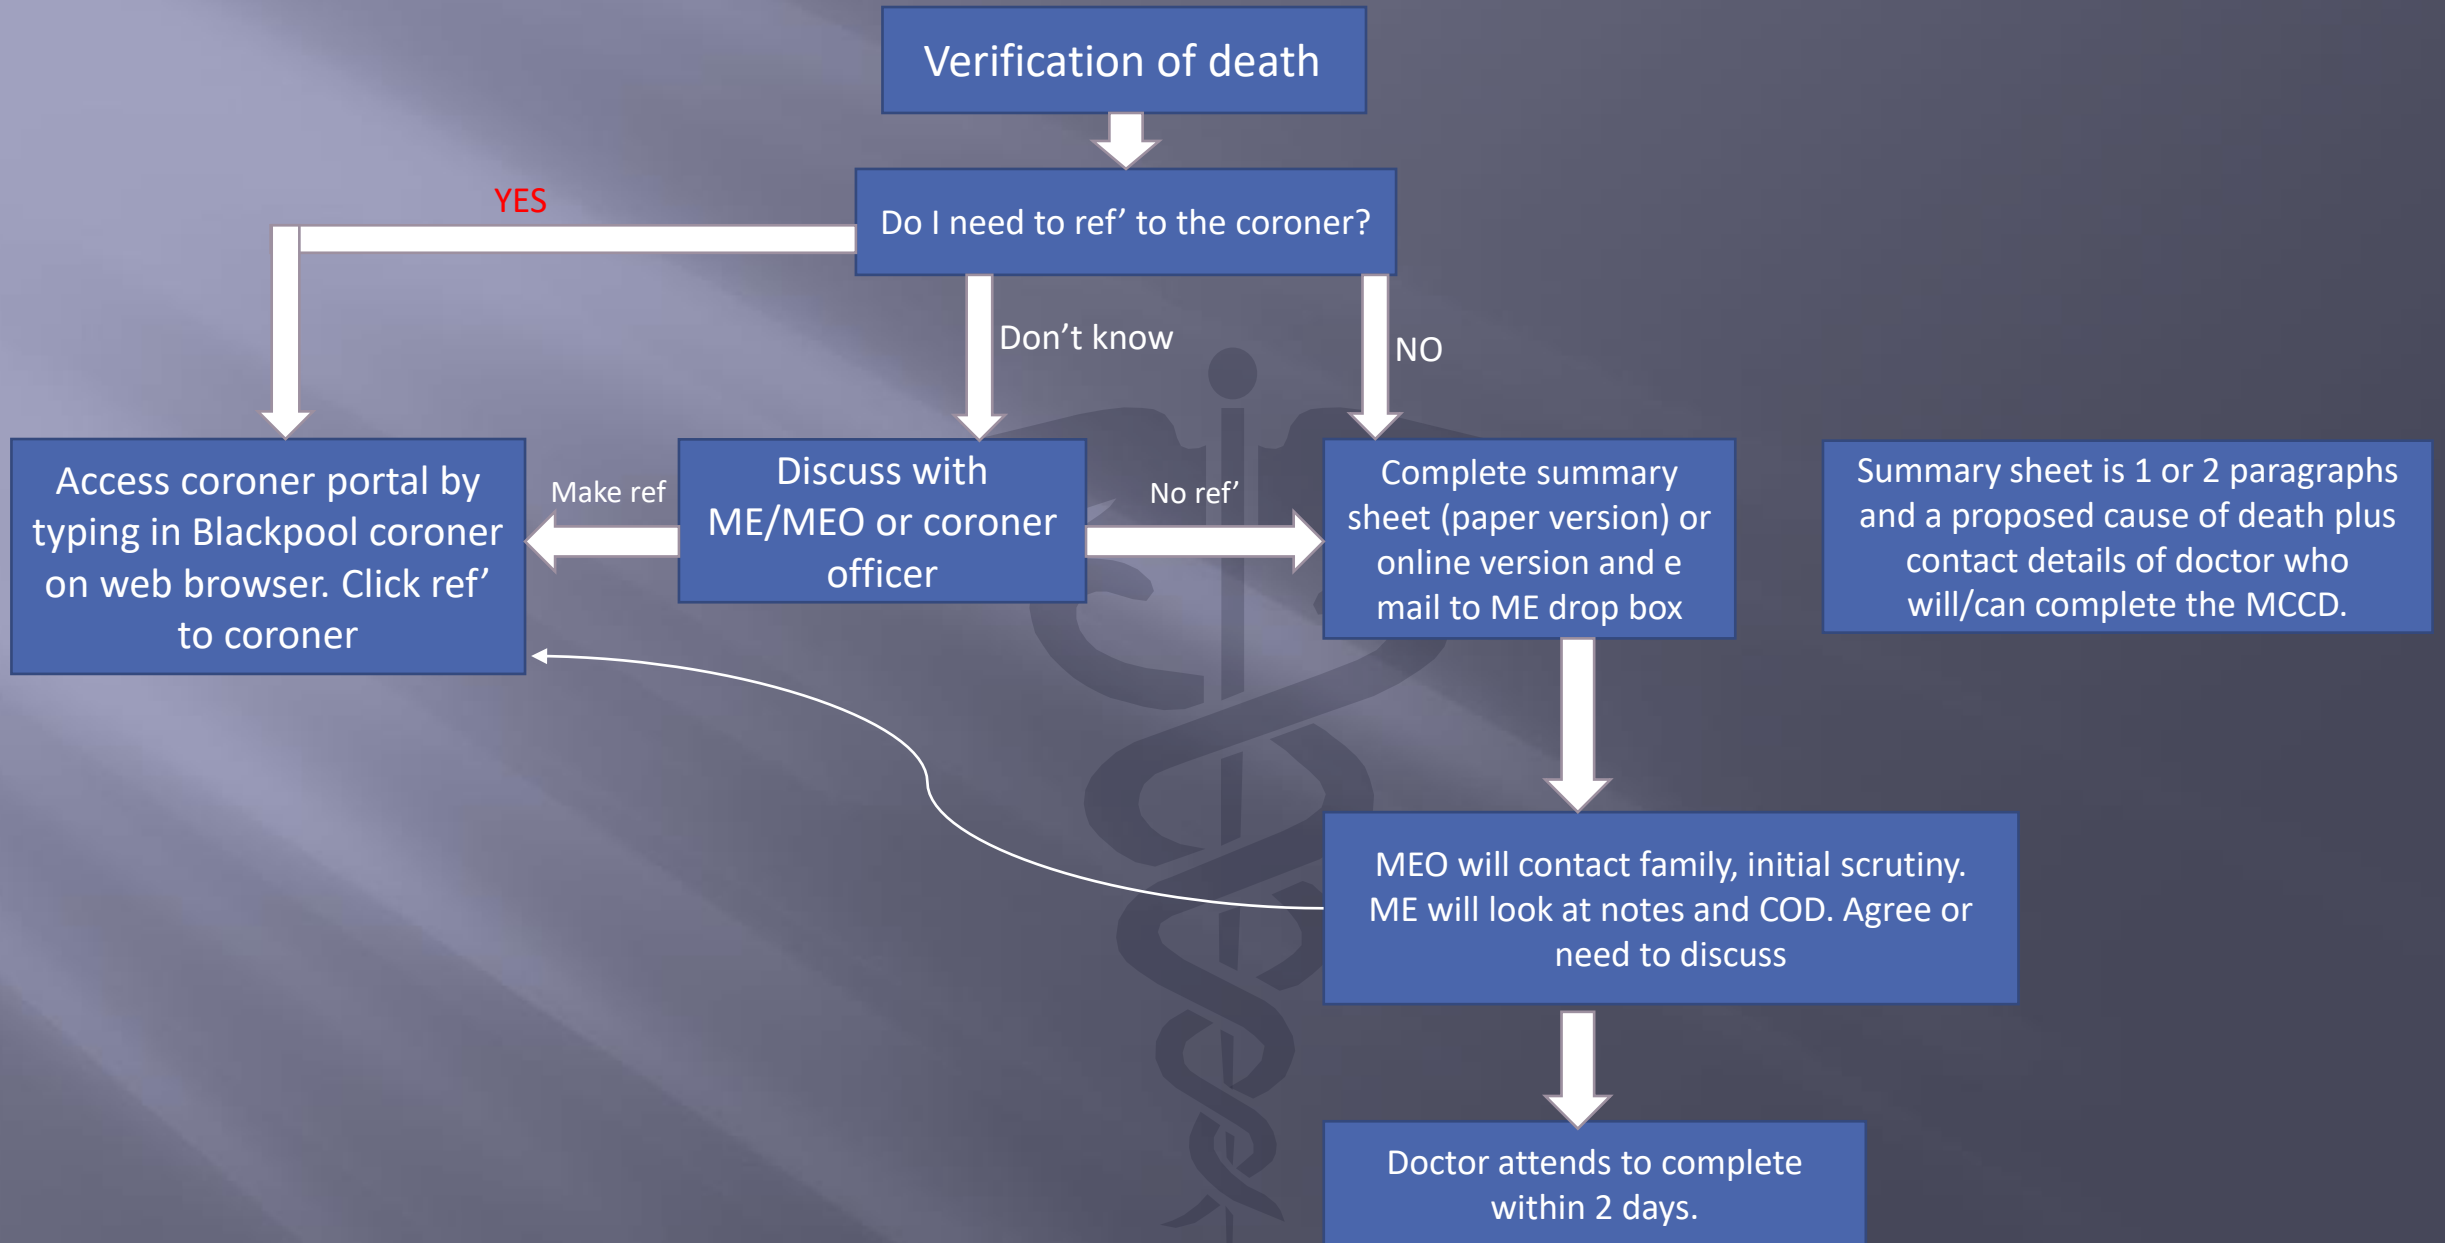 Verification of death
YES
Do I need to ref’ to the coroner?
Don’t know
NO
Access coroner portal by
typing in Blackpool coroner
on web browser. Click ref’
to coroner
Make ref
Discuss with
ME/MEO or coroner
officer
No ref’
Complete summary
sheet (paper version) or
online version and e
mail to ME drop box
Summary sheet is 1 or 2 paragraphs
and a proposed cause of death plus
contact details of doctor who
will/can complete the MCCD.
MEO will contact family, initial scrutiny.
ME will look at notes and COD. Agree or
need to discuss
Doctor attends to complete
within 2 days.